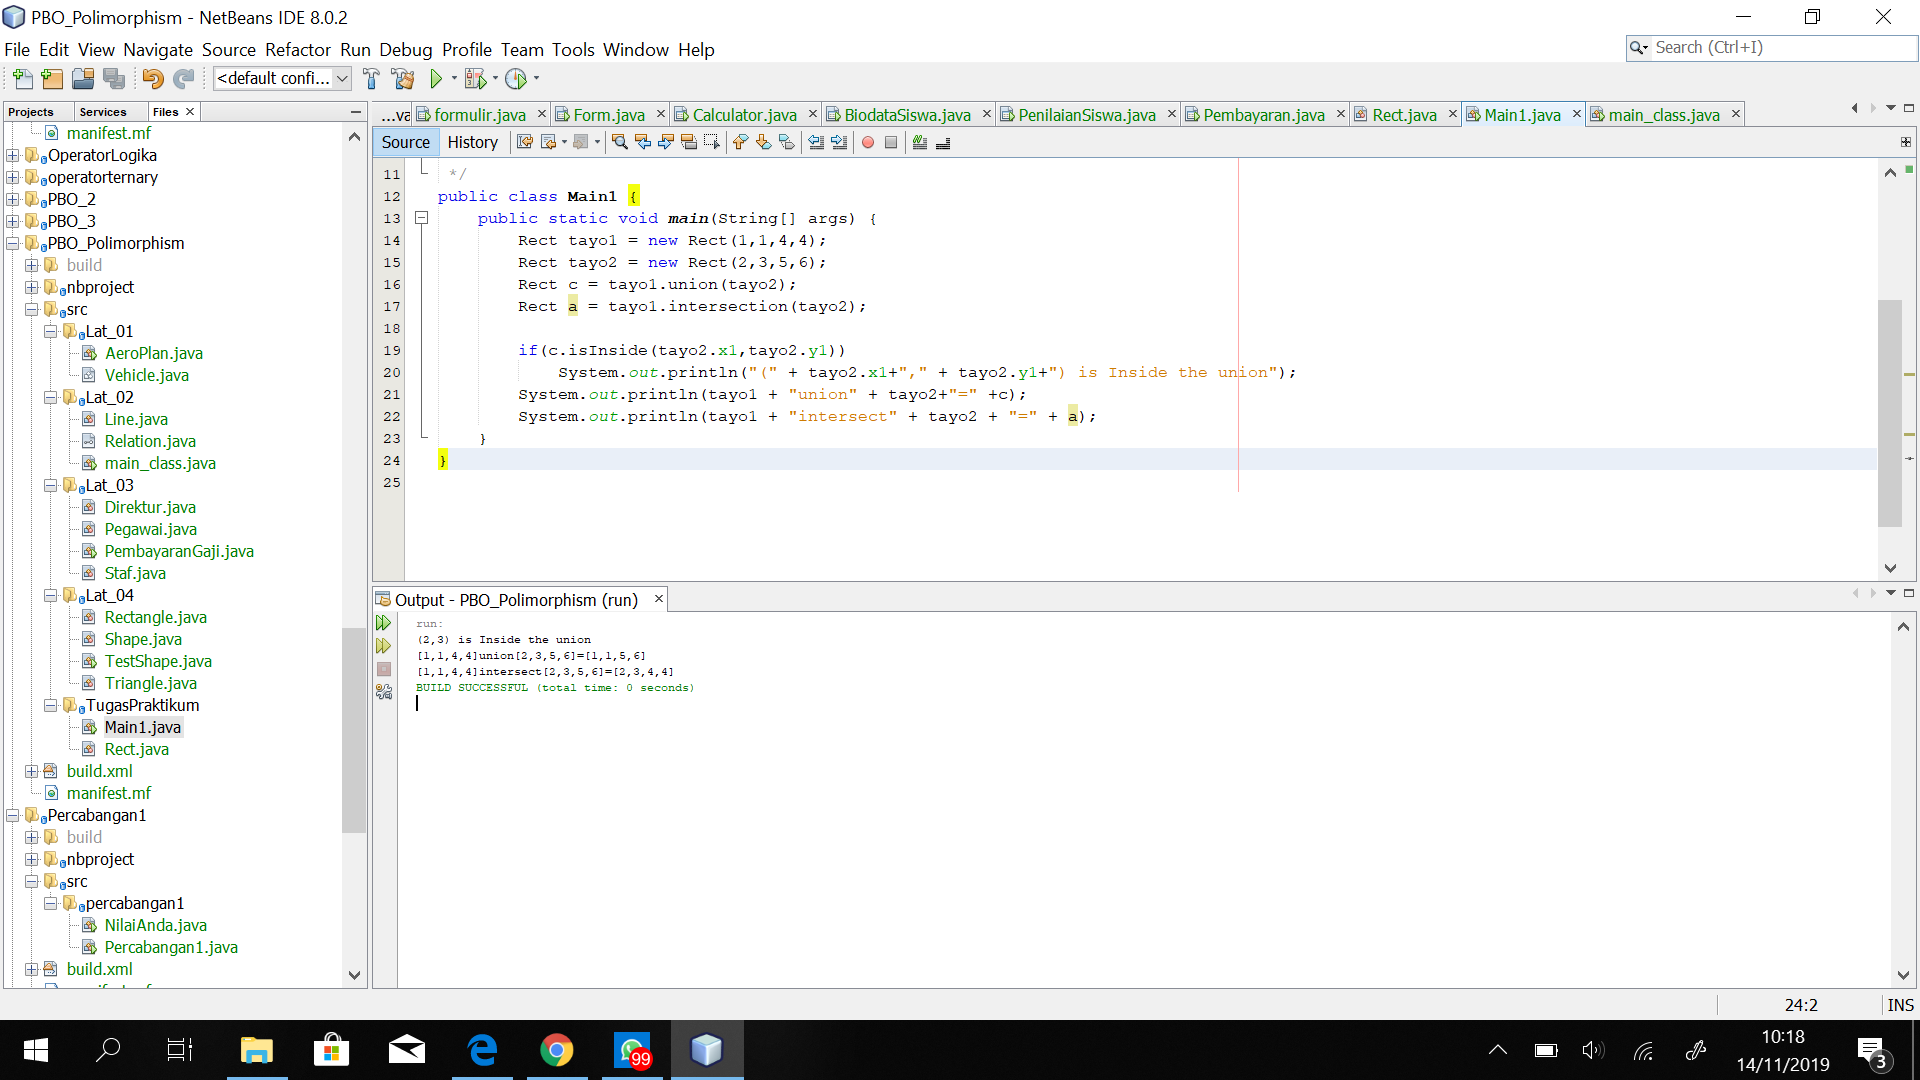 PBO_Polimorphism - NetBeans IDE 8.0.2
File Edit View Navigate Source Refactor Run Debug Profile Team Tools Window Help
Search (Ctrl+I)
<default confi...
Projects Services Files
manifest.mf
OperatorLogika
operatorternary
PBO_2
PBO_3
PBO_Polimorphism
build
nbproject
src
Lat_01
AeroPlan.java
Vehicle.java
Lat_02
Line.java
Relation.java
main_class.java
Lat_03
Direktur.java
Pegawai.java
PembayaranGaji.java
Staf.java
Lat_04
Rectangle.java
Shape.java
TestShape.java
Triangle.java
TugasPraktikum
Main1.java
Rect.java
build.xml
manifest.mf
Percabangan1
build
nbproject
src
percabangan1
NilaiAnda.java
Percabangan1.java
build.xml
...va formulir.java Form.java Calculator.java BiodataSiswa.java PenilaianSiswa.java Pembayaran.java Rect.java Main1.java main_class.java
Source History
11 */
12 public class Main1 {
13 public static void main(String[] args) {
14 Rect tayo1 = new Rect(1,1,4,4);
15 Rect tayo2 = new Rect(2,3,5,6);
16 Rect c = tayo1.union(tayo2);
17 Rect a = tayo1.intersection(tayo2);
18
19 if(c.isInside(tayo2.x1,tayo2.y1))
20 System.out.println("(" + tayo2.x1+"," + tayo2.y1+") is Inside the union");
21 System.out.println(tayo1 + "union" + tayo2+"=" +c);
22 System.out.println(tayo1 + "intersect" + tayo2 + "=" + a);
23 }
24 }
25
Output - PBO_Polimorphism (run)
run:
(2,3) is Inside the union
[1,1,4,4]union[2,3,5,6]=[1,1,5,6]
[1,1,4,4]intersect[2,3,5,6]=[2,3,4,4]
BUILD SUCCESSFUL (total time: 0 seconds)
24:2 INS
99
10:18
14/11/2019
3